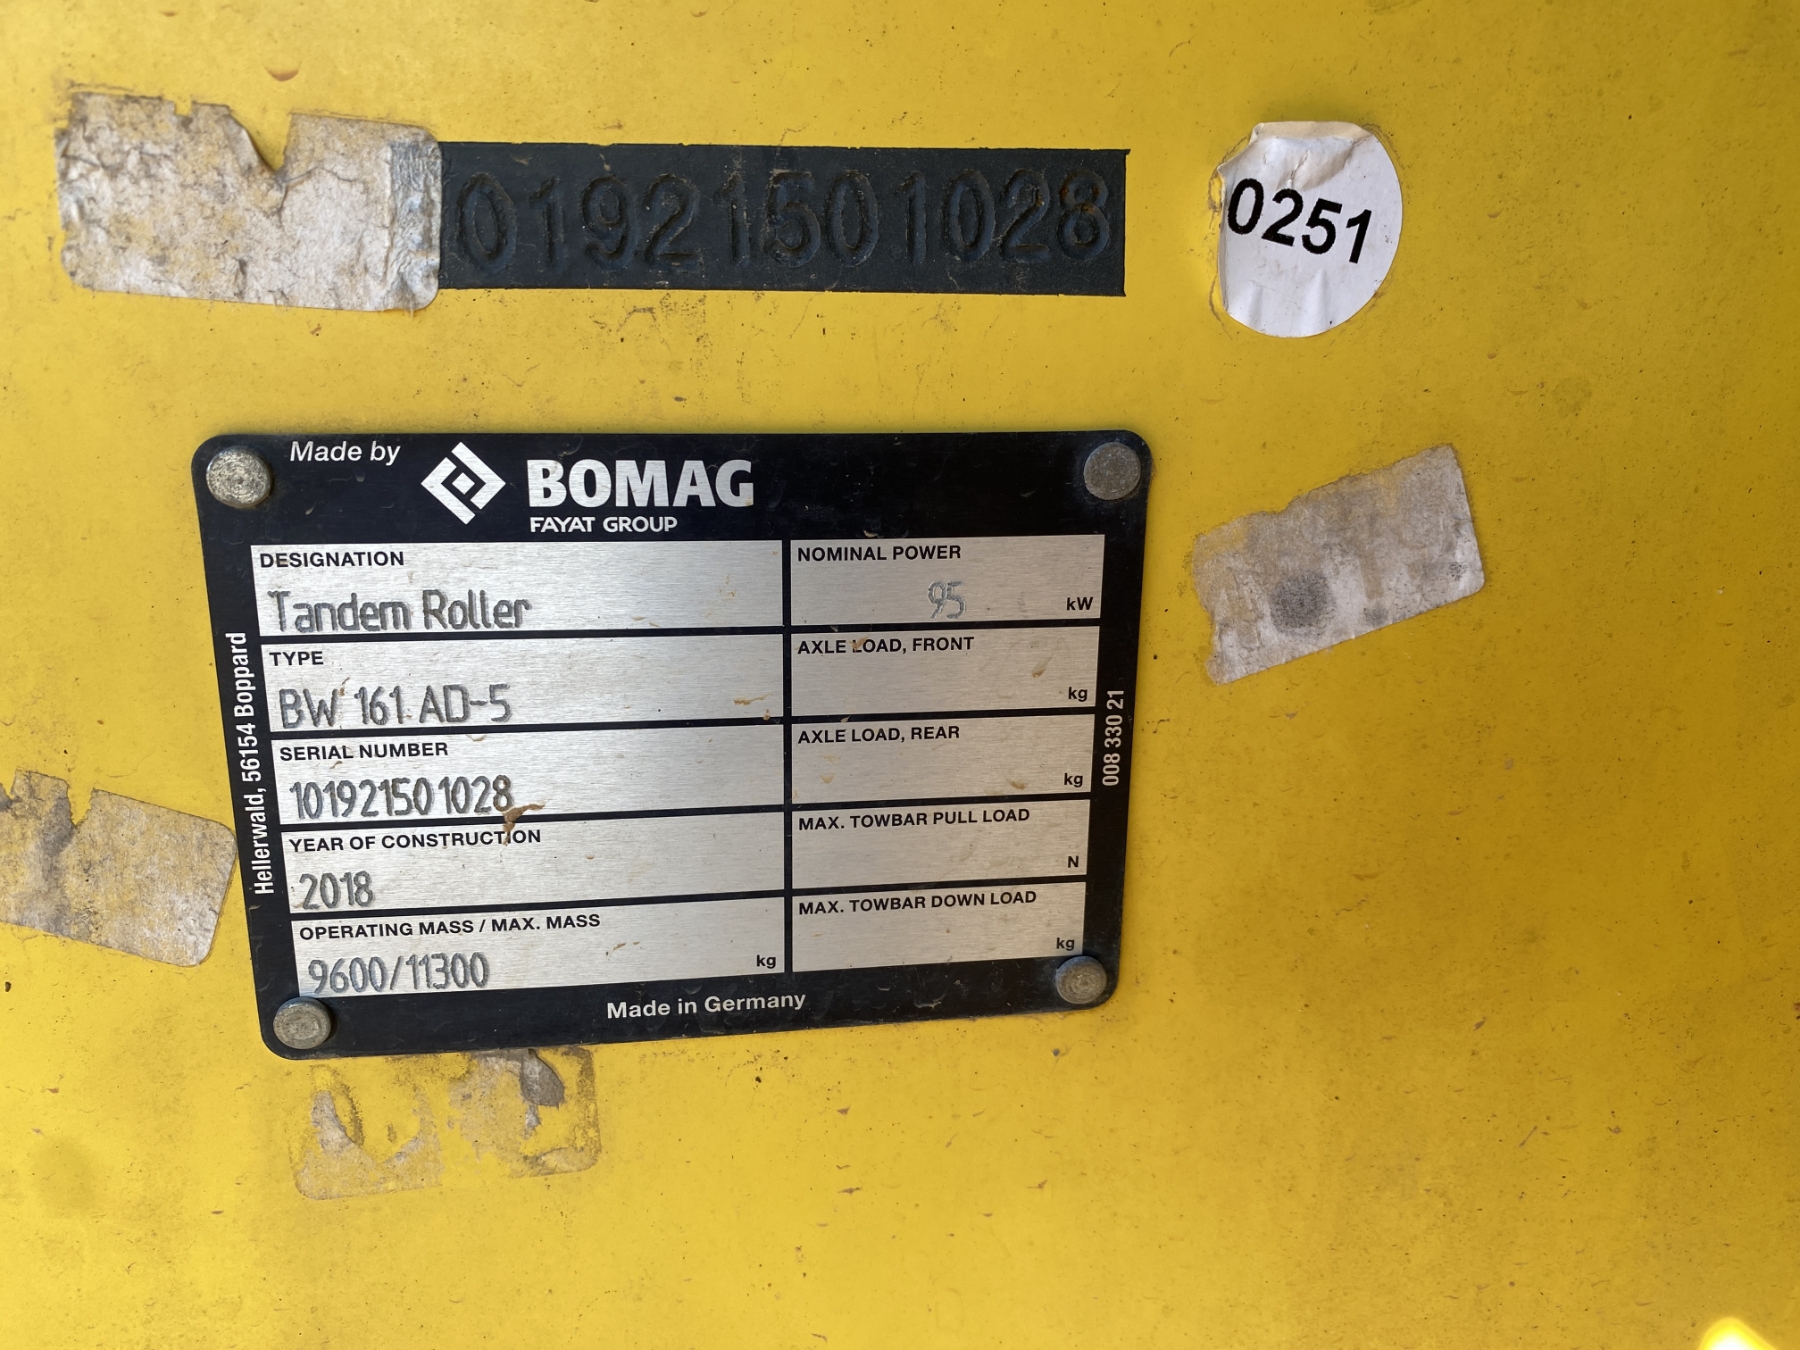 01921501028
0251
Made by
BOMAG
FAYAT GROUP
DESIGNATION
Tandem Roller
NOMINAL POWER
95 kW
TYPE
BW 161 AD-5
AXLE LOAD, FRONT
kg
SERIAL NUMBER
101921501028
AXLE LOAD, REAR
kg
YEAR OF CONSTRUCTION
2018
MAX. TOWBAR PULL LOAD
N
OPERATING MASS / MAX. MASS
9600/11300 kg
MAX. TOWBAR DOWN LOAD
kg
Made in Germany
Hellerwald, 56154 Boppard
008 330 21